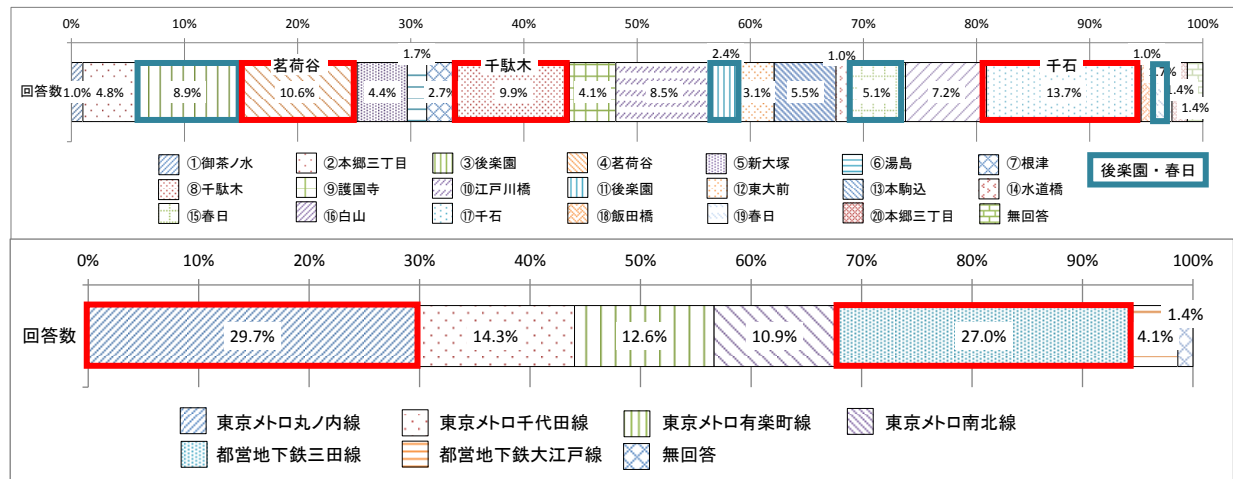 0% 10% 20% 30% 40% 50% 60% 70% 80% 90% 100%
1.7% 2.4% 1.0% 1.0%
茗荷谷 千駄木 千石
回答数 1.0% 4.8% 8.9% 10.6% 4.4% 2.7% 9.9% 4.1% 8.5% 3.1% 5.5% 5.1% 7.2% 13.7% 1.4% 1.4%
①御茶ノ水 ②本郷三丁目 ③後楽園 ④茗荷谷 ⑤新大塚 ⑥湯島 ⑦根津
⑧千駄木 ⑨護国寺 ⑩江戸川橋 ⑪後楽園 ⑫東大前 ⑬本駒込 ⑭水道橋
⑮春日 ⑯白山 ⑰千石 ⑱飯田橋 ⑲春日 ⑳本郷三丁目 無回答
後楽園・春日
0% 10% 20% 30% 40% 50% 60% 70% 80% 90% 100%
1.4%
回答数 29.7% 14.3% 12.6% 10.9% 27.0% 4.1%
東京メトロ丸ノ内線 東京メトロ千代田線 東京メトロ有楽町線 東京メトロ南北線
都営地下鉄三田線 都営地下鉄大江戸線 無回答